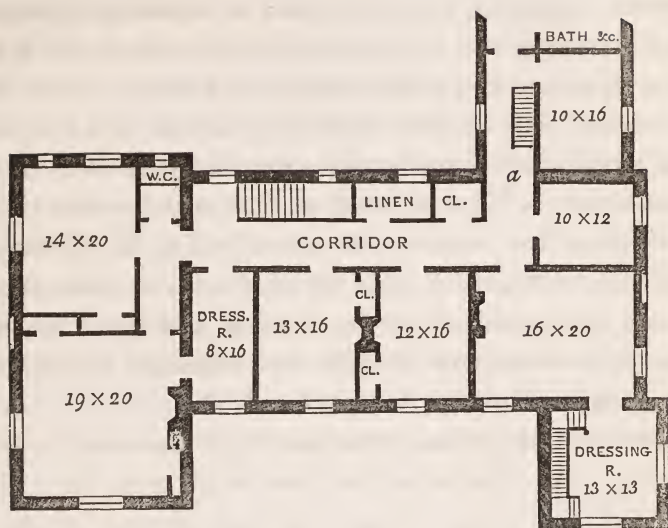 BATH &c.
10 X 16
W.C.
a
LINEN
CL.
14 X 20
10 X 12
CORRIDOR
DRESS.
R.
8 X 16
13 X 16
CL.
12 X 16
16 X 20
CL.
19 X 20
DRESSING
R.
13 X 13